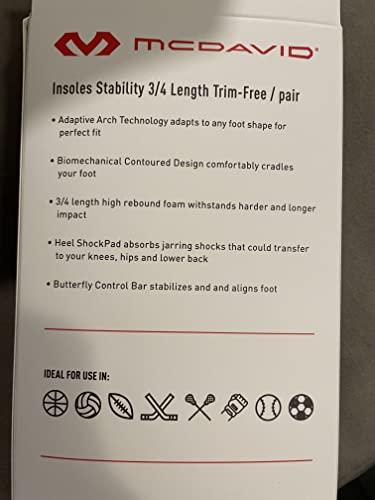 McDAVID®
Insoles Stability 3/4 Length Trim-Free / pair
• Adaptive Arch Technology adapts to any foot shape for
perfect fit
• Biomechanical Contoured Design comfortably cradles
your foot
• 3/4 length high rebound foam withstands harder and longer
impact
• Heel ShockPad absorbs jarring shocks that could transfer
to your knees, hips and lower back
• Butterfly Control Bar stabilizes and and aligns foot
IDEAL FOR USE IN: